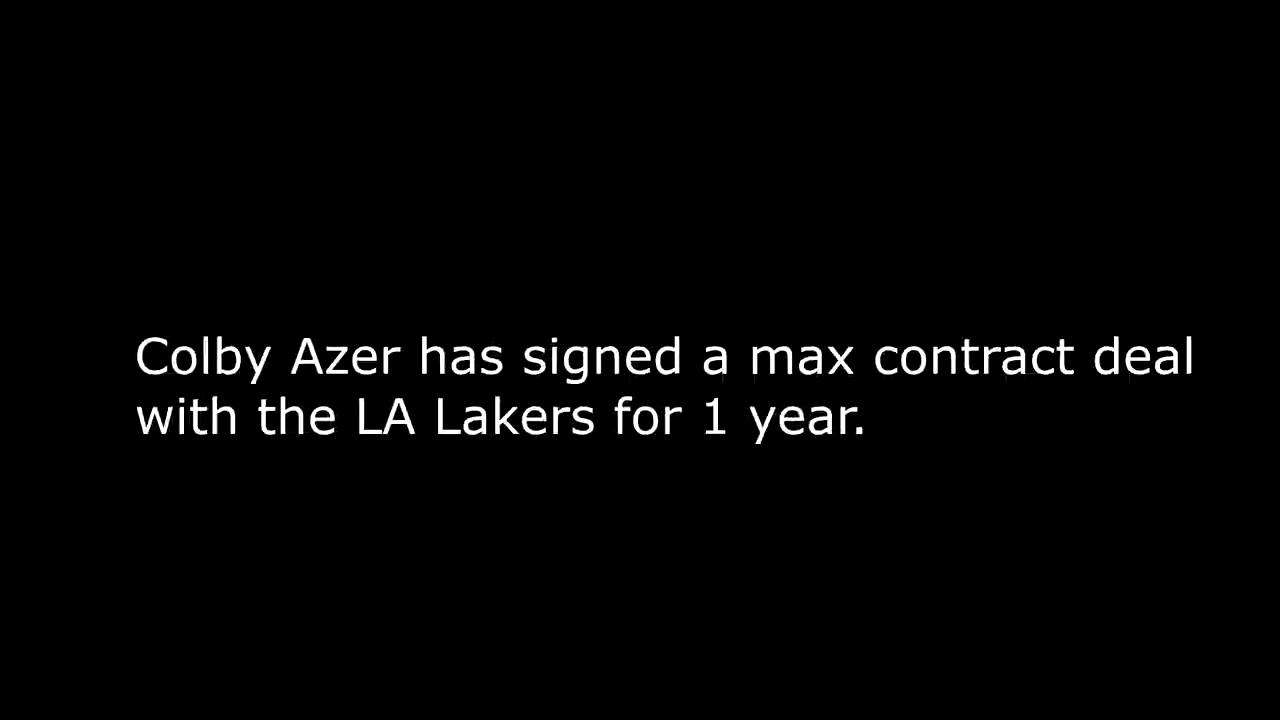 Colby Azer has signed a max contract deal
with the LA Lakers for 1 year.